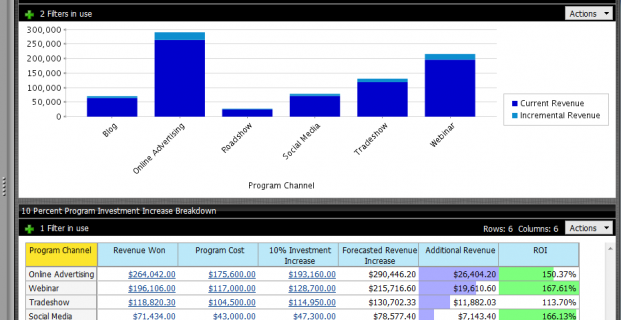 2 Filters in use Actions
300,000
250,000
200,000
150,000
100,000
50,000
0
Blog
Online Advertising
Roadshow
Social Media
Tradeshow
Webinar
Program Channel
Current Revenue
Incremental Revenue
10 Percent Program Investment Increase Breakdown
1 Filter in use Rows: 6 Columns: 6 Actions
Program Channel Revenue Won Program Cost 10% Investment Increase Forecasted Revenue Increase Additional Revenue ROI
Online Advertising $264,042.00 $175,600.00 $193,160.00 $290,446.20 $26,404.20 150.37%
Webinar $196,106.00 $117,000.00 $128,700.00 $215,716.60 $19,610.60 167.61%
Tradeshow $118,820.30 $104,500.00 $114,950.00 $130,702.33 $11,882.03 113.70%
Social Media $71,434.00 $43,000.00 $47,300.00 $78,577.40 $7,143.40 166.13%